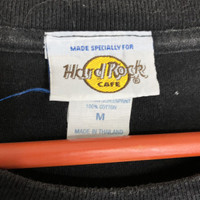 MADE SPECIALLY FOR
Hard Rock
CAFE
100% COTTON
M
MADE IN THAILAND